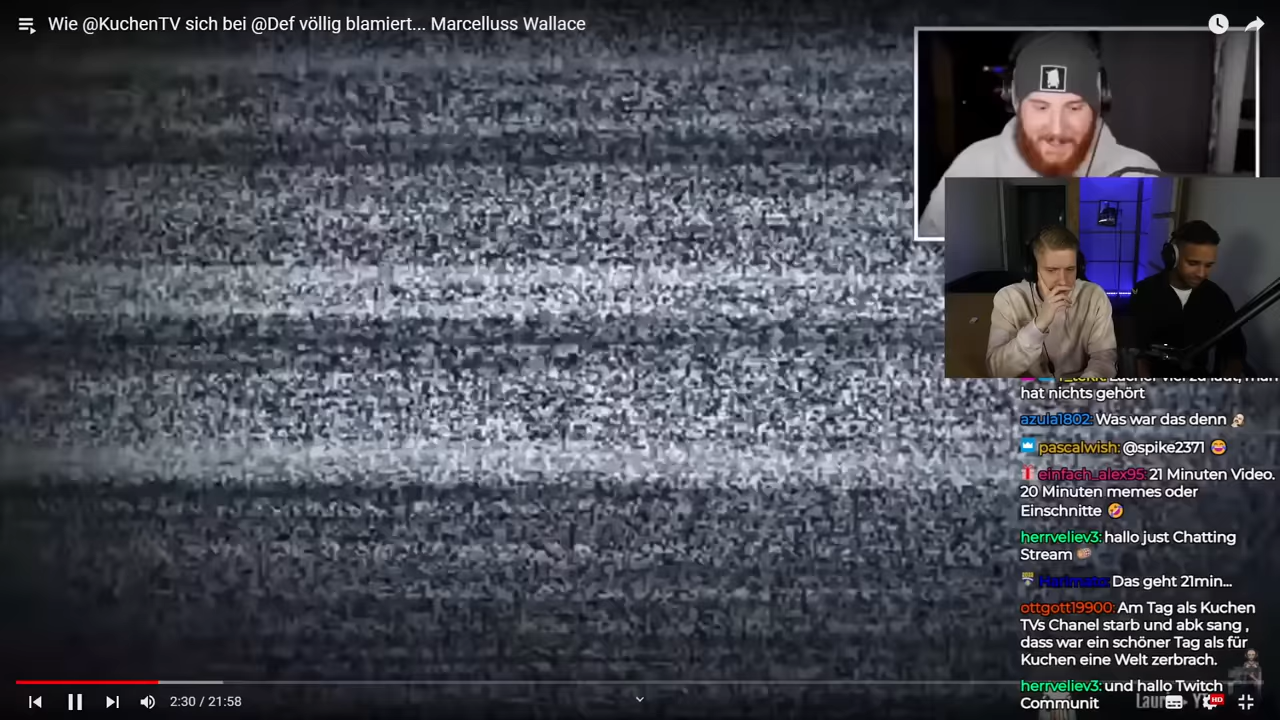 Wie @KuchenTV sich bei @Def völlig blamiert... Marcelluss Wallace
hat nichts gehört
azula1802: Was war das denn
pascalwish: @spike2371
einfach_alex95: 21 Minuten Video.
20 Minuten memes oder
Einschnitte
herrveliev3: hallo just Chatting
Stream
Das geht 21min...
ottgott19900: Am Tag als Kuchen
TVs Chanel starb und abk sang ,
dass war ein schöner Tag als für
Kuchen eine Welt zerbrach.
herrveliev3: und hallo Twitch
Communit
2:30 / 21:58
HD